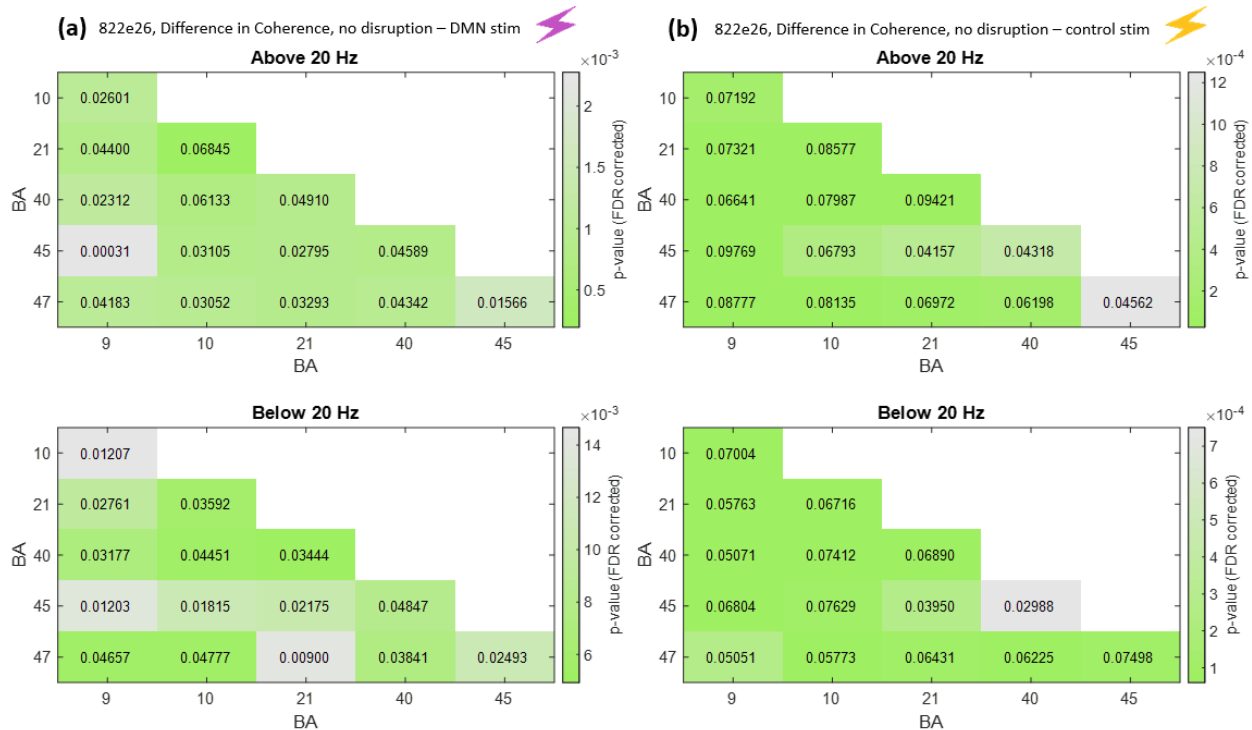 (a) 822e26, Difference in Coherence, no disruption – DMN stim
Above 20 Hz
×10⁻³
10 0.02601
21 0.04400 0.06845
40 0.02312 0.06133 0.04910
45 0.00031 0.03105 0.02795 0.04589
47 0.04183 0.03052 0.03293 0.04342 0.01566
9 10 21 40 45
BA
BA
2
1.5
1
0.5
p-value (FDR corrected)
(b) 822e26, Difference in Coherence, no disruption – control stim
Above 20 Hz
×10⁻⁴
10 0.07192
21 0.07321 0.08577
40 0.06641 0.07987 0.09421
45 0.09769 0.06793 0.04157 0.04318
47 0.08777 0.08135 0.06972 0.06198 0.04562
9 10 21 40 45
BA
BA
12
10
8
6
4
2
p-value (FDR corrected)
Below 20 Hz
×10⁻³
10 0.01207
21 0.02761 0.03592
40 0.03177 0.04451 0.03444
45 0.01203 0.01815 0.02175 0.04847
47 0.04657 0.04777 0.00900 0.03841 0.02493
9 10 21 40 45
BA
BA
14
12
10
8
6
p-value (FDR corrected)
Below 20 Hz
×10⁻⁴
10 0.07004
21 0.05763 0.06716
40 0.05071 0.07412 0.06890
45 0.06804 0.07629 0.03950 0.02988
47 0.05051 0.05773 0.06431 0.06225 0.07498
9 10 21 40 45
BA
BA
7
6
5
4
3
2
1
p-value (FDR corrected)